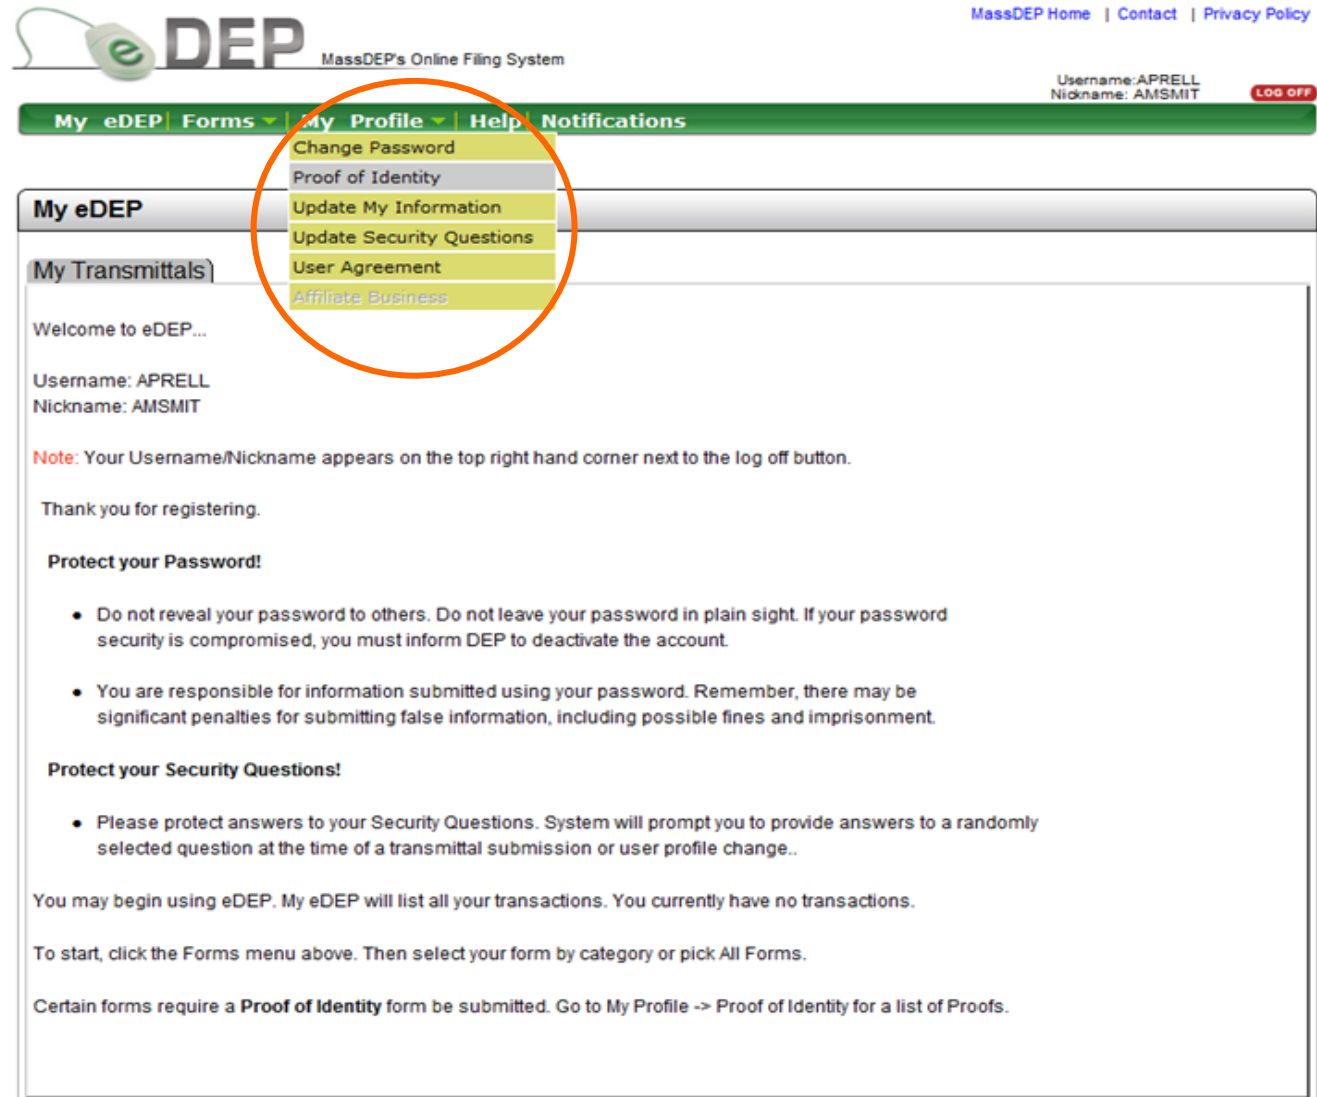 MassDEP Home | Contact | Privacy Policy
eDEP MassDEP's Online Filing System
Username:APRELL
Nickname: AMSMIT
LOG OFF
My eDEP| Forms | My Profile | Help| Notifications
Change Password
Proof of Identity
Update My Information
Update Security Questions
User Agreement
Affiliate Business
My eDEP
My Transmittals
Welcome to eDEP...
Username: APRELL
Nickname: AMSMIT
Note: Your Username/Nickname appears on the top right hand corner next to the log off button.
Thank you for registering.
Protect your Password!
• Do not reveal your password to others. Do not leave your password in plain sight. If your password
security is compromised, you must inform DEP to deactivate the account.
• You are responsible for information submitted using your password. Remember, there may be
significant penalties for submitting false information, including possible fines and imprisonment.
Protect your Security Questions!
• Please protect answers to your Security Questions. System will prompt you to provide answers to a randomly
selected question at the time of a transmittal submission or user profile change..
You may begin using eDEP. My eDEP will list all your transactions. You currently have no transactions.
To start, click the Forms menu above. Then select your form by category or pick All Forms.
Certain forms require a Proof of Identity form be submitted. Go to My Profile -> Proof of Identity for a list of Proofs.